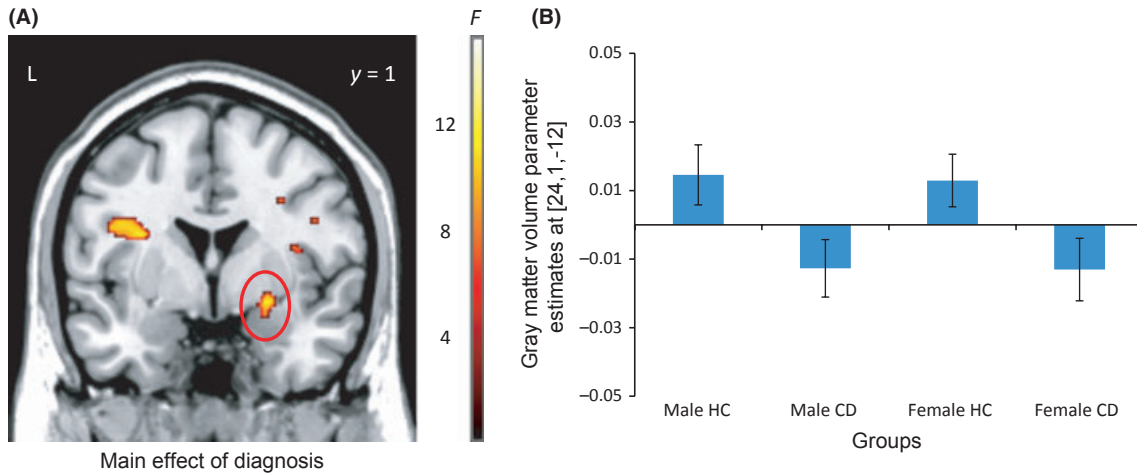 (A)
F
L
y = 1
12
8
4
Main effect of diagnosis
(B)
Gray matter volume parameter
estimates at [24,1,-12]
0.05
0.03
0.01
−0.01
−0.03
−0.05
Male HC
Male CD
Female HC
Female CD
Groups